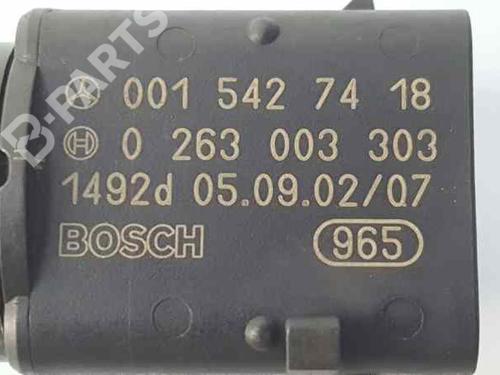 001 542 74 18
0 263 003 303
1492d 05.09.02/07
BOSCH 965
B-PARTS